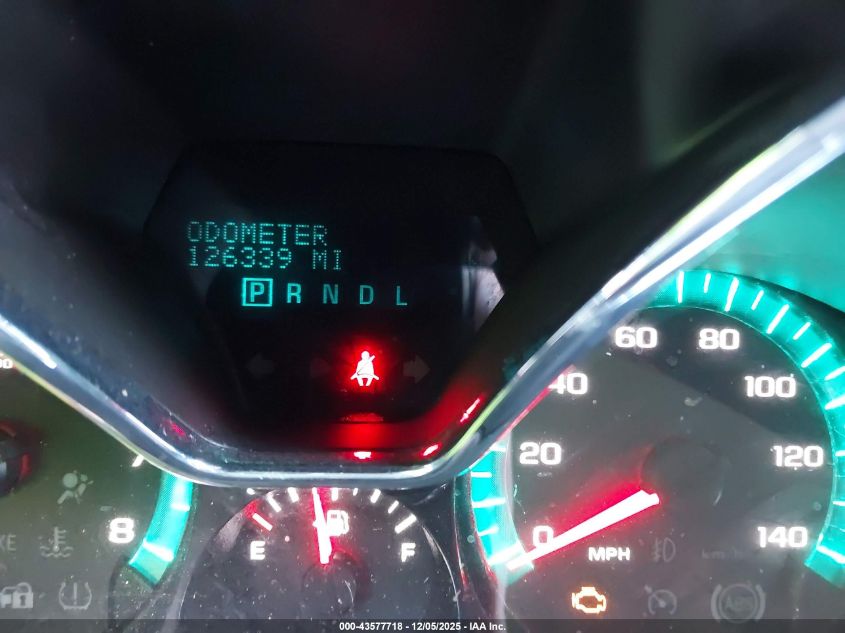 ODOMETER
126339 MI
P R N D L
60 80
40 100
20 120
0 140
MPH
8
E F
ABS
000-43577718 - 12/05/2025 - IAA Inc.